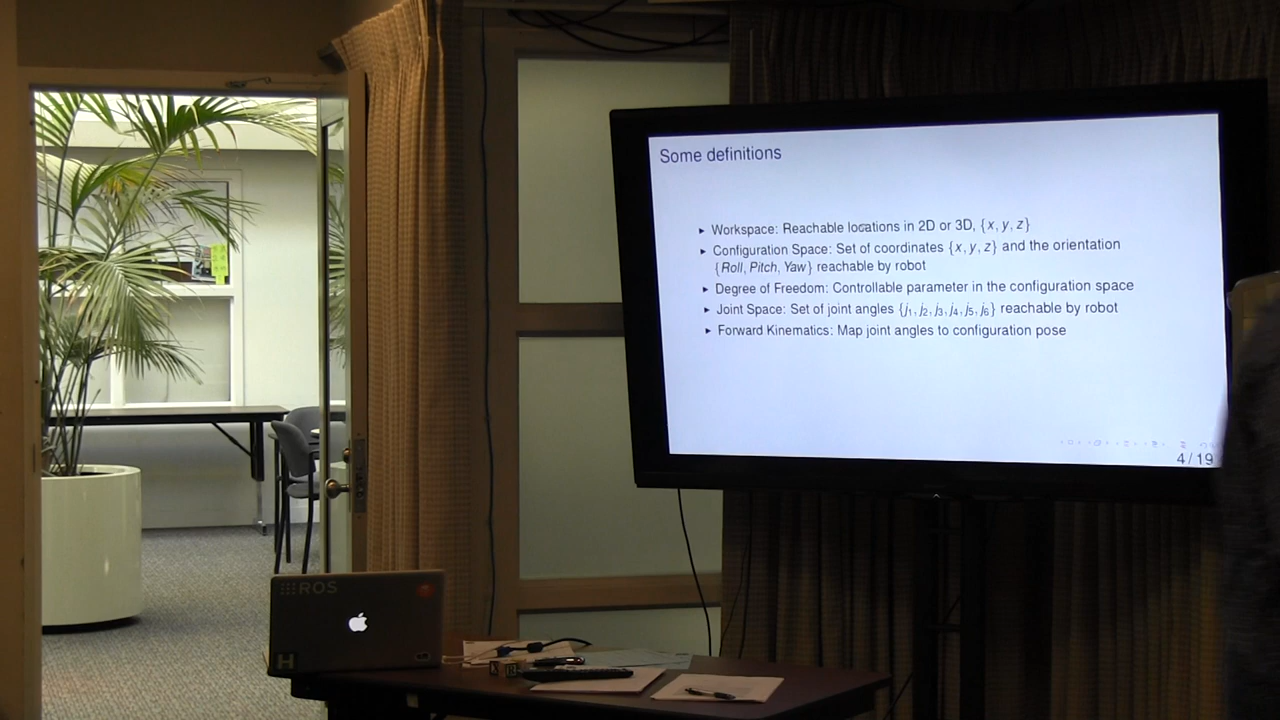 Some definitions
▸ Workspace: Reachable locations in 2D or 3D, {x, y, z}
▸ Configuration Space: Set of coordinates {x, y, z} and the orientation
{Roll, Pitch, Yaw} reachable by robot
▸ Degree of Freedom: Controllable parameter in the configuration space
▸ Joint Space: Set of joint angles {j₁, j₂, j₃, j₄, j₅, j₆} reachable by robot
▸ Forward Kinematics: Map joint angles to configuration pose
4/19
ROS
H